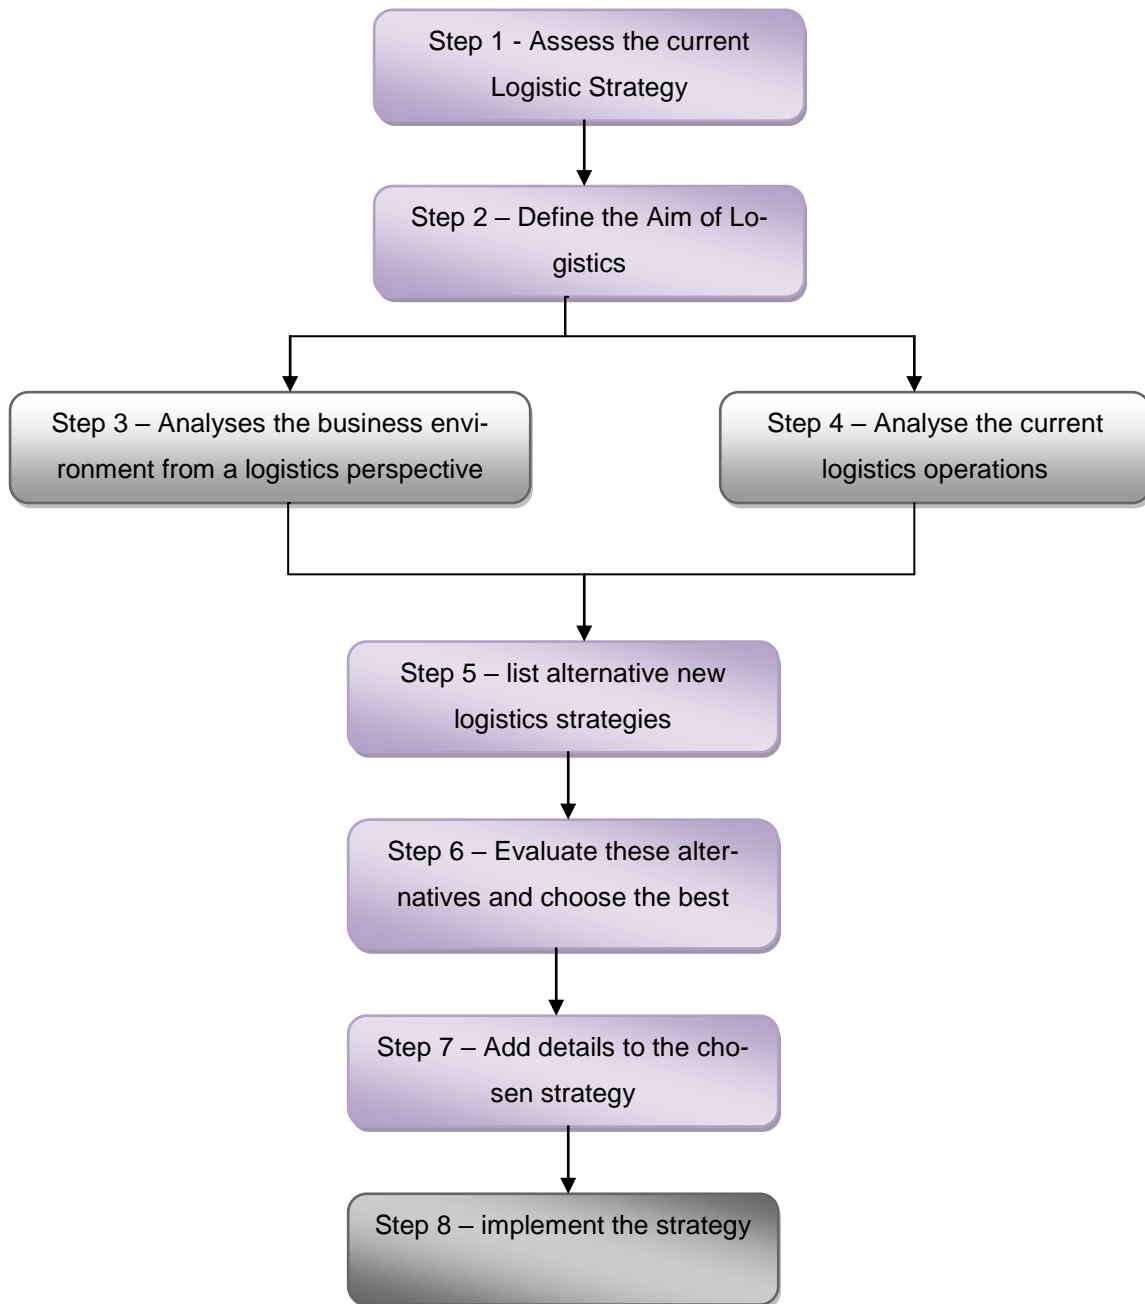 Step 1 - Assess the current
Logistic Strategy
Step 2 – Define the Aim of Lo-
gistics
Step 3 – Analyses the business envi-
ronment from a logistics perspective
Step 4 – Analyse the current
logistics operations
Step 5 – list alternative new
logistics strategies
Step 6 – Evaluate these alter-
natives and choose the best
Step 7 – Add details to the cho-
sen strategy
Step 8 – implement the strategy